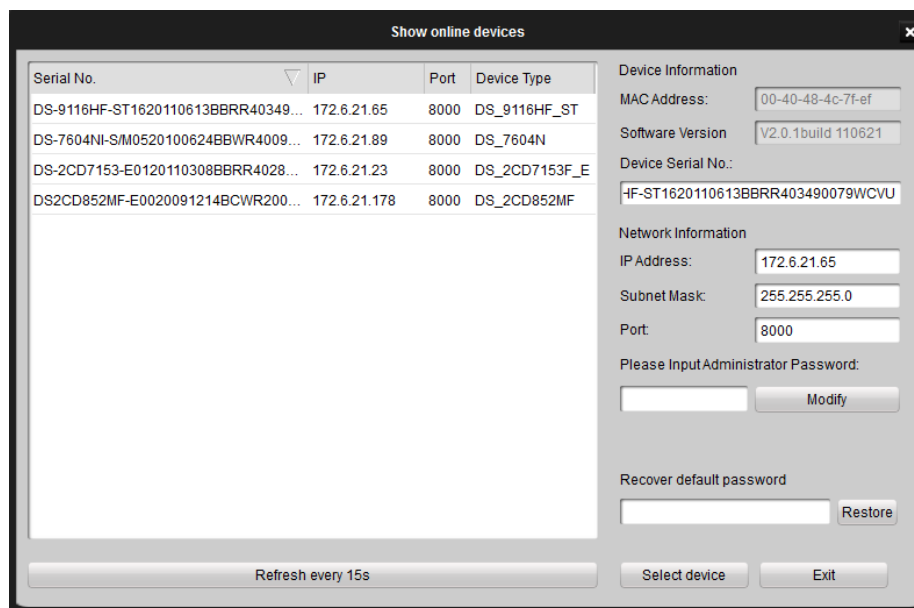 Show online devices
Serial No. IP Port Device Type
DS-9116HF-ST1620110613BBRR40349... 172.6.21.65 8000 DS_9116HF_ST
DS-7604NI-S/M0520100624BBWR4009... 172.6.21.89 8000 DS_7604N
DS-2CD7153-E0120110308BBRR4028... 172.6.21.23 8000 DS_2CD7153F_E
DS2CD852MF-E0020091214BCWR200... 172.6.21.178 8000 DS_2CD852MF
Refresh every 15s
Device Information
MAC Address: 00-40-48-4c-7f-ef
Software Version V2.0.1build 110621
Device Serial No.:
HF-ST1620110613BBRR403490079WCVU
Network Information
IP Address: 172.6.21.65
Subnet Mask: 255.255.255.0
Port: 8000
Please Input Administrator Password:
Modify
Recover default password
Restore
Select device Exit